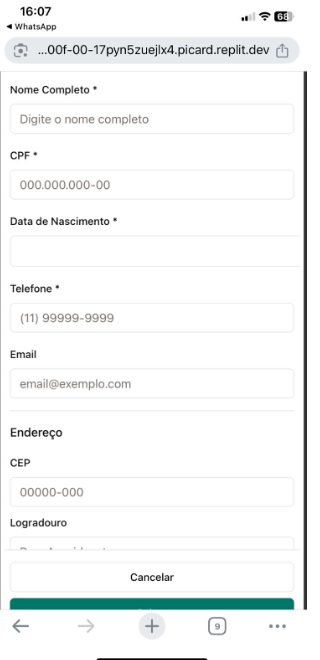 16:07
68
WhatsApp
...00f-00-17pyn5zuejlx4.picard.replit.dev
Nome Completo *
Digite o nome completo
CPF *
000.000.000-00
Data de Nascimento *
Telefone *
(11) 99999-9999
Email
email@exemplo.com
Endereço
CEP
00000-000
Logradouro
Cancelar
9